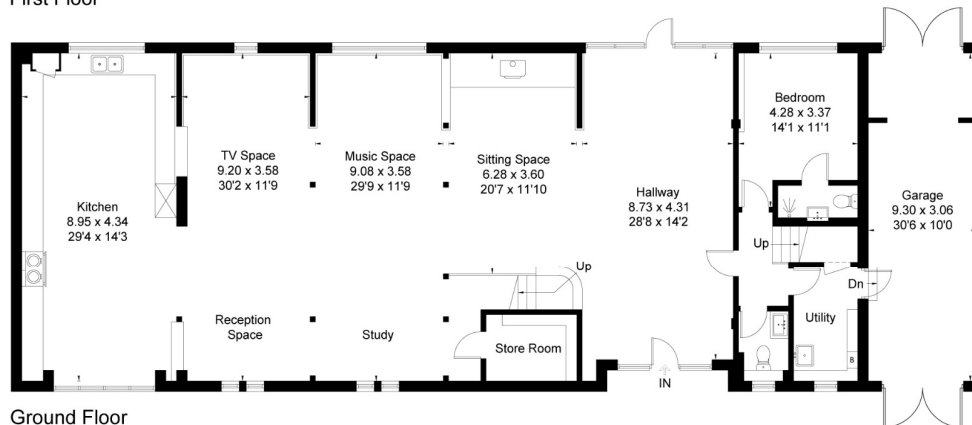 First Floor
Kitchen
8.95 x 4.34
29'4 x 14'3
TV Space
9.20 x 3.58
30'2 x 11'9
Reception
Space
Music Space
9.08 x 3.58
29'9 x 11'9
Study
Sitting Space
6.28 x 3.60
20'7 x 11'10
Up
Store Room
Hallway
8.73 x 4.31
28'8 x 14'2
IN
Bedroom
4.28 x 3.37
14'1 x 11'1
Up
Dn
Utility
B
Garage
9.30 x 3.06
30'6 x 10'0
Ground Floor